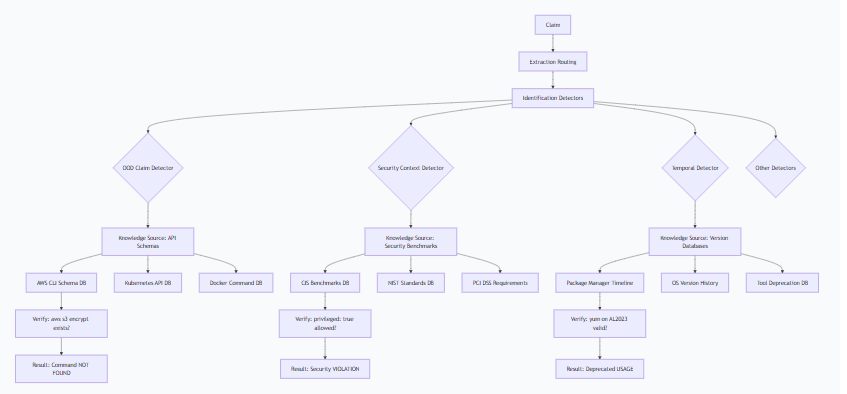 Claim
Extraction Routing
Identification Detectors
OOD Claim Detector
Security Context Detector
Temporal Detector
Other Detectors
Knowledge Source: API
Schemas
Knowledge Source:
Security Benchmarks
Knowledge Source: Version
Databases
AWS CLI Schema DB
Kubernetes API DB
Docker Command DB
CIS Benchmarks DB
NIST Standards DB
PCI DSS Requirements
Package Manager Timeline
OS Version History
Tool Deprecation DB
Verify: aws s3 encrypt
exists?
Verify: privileged: true
allowed?
Verify: yum on AL2023
valid?
Result: Command NOT
FOUND
Result: Security VIOLATION
Result: Deprecated USAGE